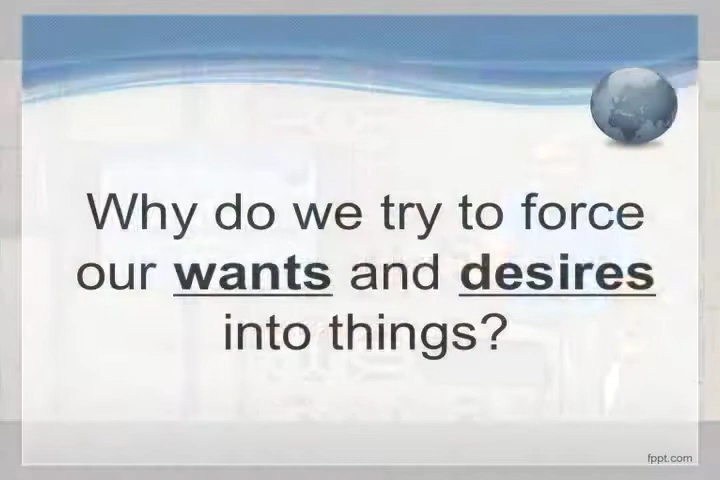 Why do we try to force
our wants and desires
into things?
fppt.com